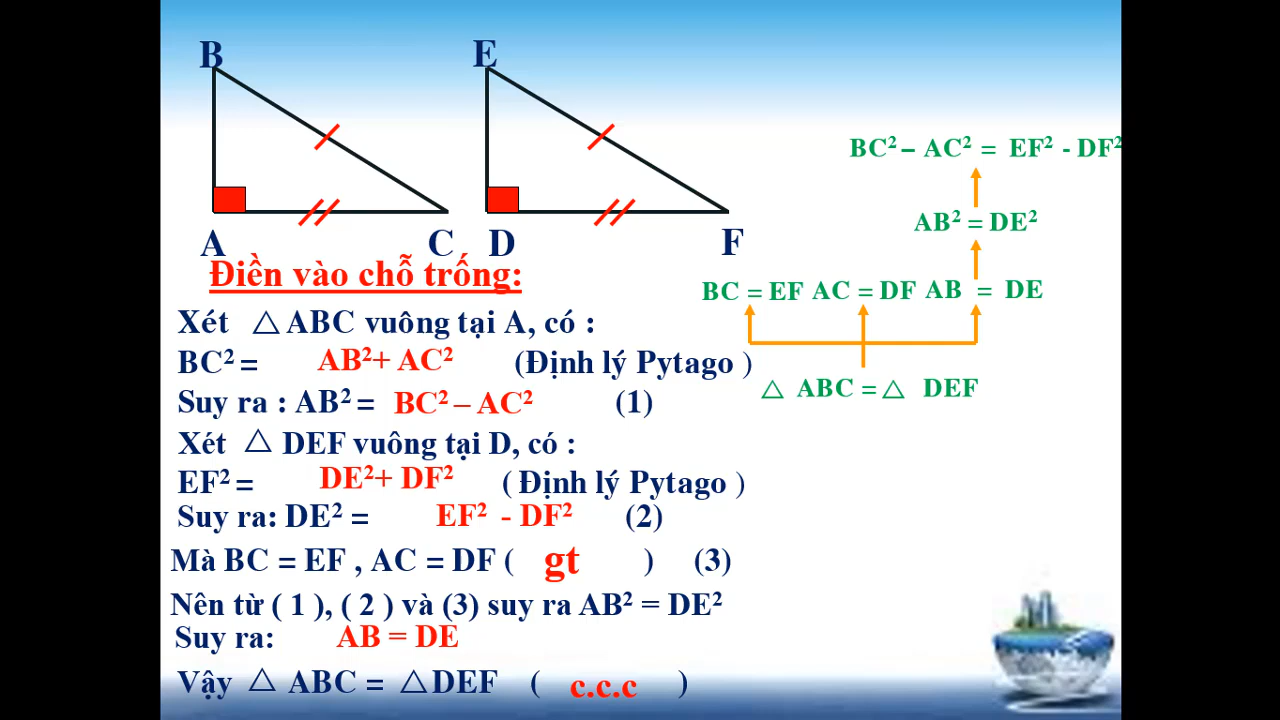 B E
BC² – AC² = EF² - DF²
AB² = DE²
A C D F
Điền vào chỗ trống:
BC = EF AC = DF AB = DE
Xét △ ABC vuông tại A, có :
BC² = AB²+ AC² (Định lý Pytago )
△ ABC = △ DEF
Suy ra : AB² = BC² – AC² (1)
Xét △ DEF vuông tại D, có :
EF² = DE²+ DF² ( Định lý Pytago )
Suy ra: DE² = EF² - DF² (2)
Mà BC = EF , AC = DF ( gt ) (3)
Nên từ ( 1 ), ( 2 ) và (3) suy ra AB² = DE²
Suy ra: AB = DE
Vậy △ ABC = △DEF ( c.c.c )